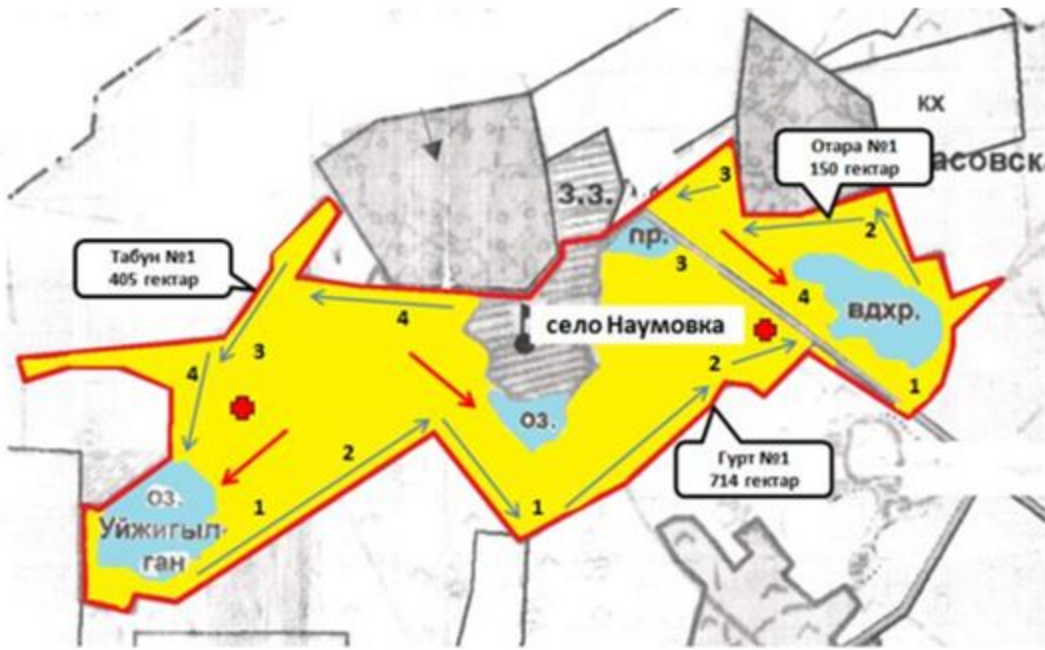 КХ
Отара №1
150 гектар
асовск
З.З.
3
2
пр.
3
Табун №1
405 гектар
4
вдхр.
4
село Наумовка
3
4
2
1
оз.
2
Гурт №1
714 гектар
1
1
оз.
Уйжигыл-
ган